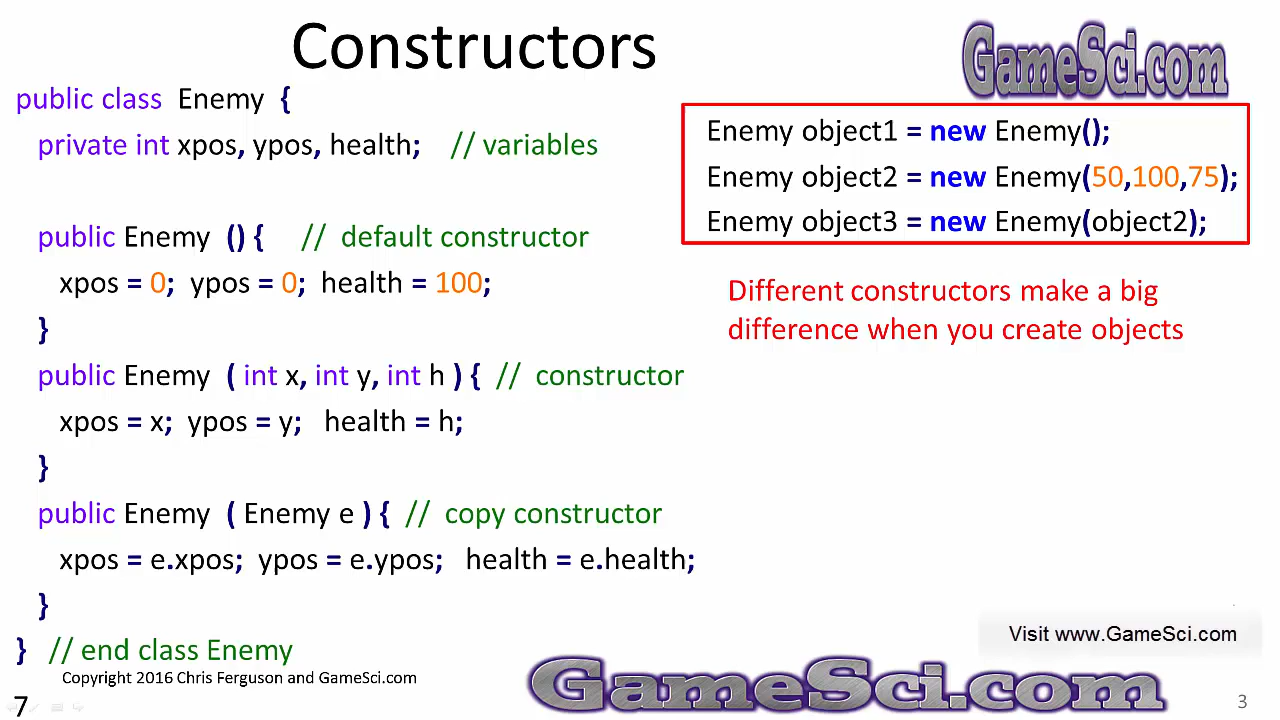 Constructors
GameSci.com
public class Enemy {
private int xpos, ypos, health; // variables
public Enemy () { // default constructor
xpos = 0; ypos = 0; health = 100;
}
public Enemy ( int x, int y, int h ) { // constructor
xpos = x; ypos = y; health = h;
}
public Enemy ( Enemy e ) { // copy constructor
xpos = e.xpos; ypos = e.ypos; health = e.health;
}
} // end class Enemy
Enemy object1 = new Enemy();
Enemy object2 = new Enemy(50,100,75);
Enemy object3 = new Enemy(object2);
Different constructors make a big
difference when you create objects
Visit www.GameSci.com
Copyright 2016 Chris Ferguson and GameSci.com
GameSci.com
7
3